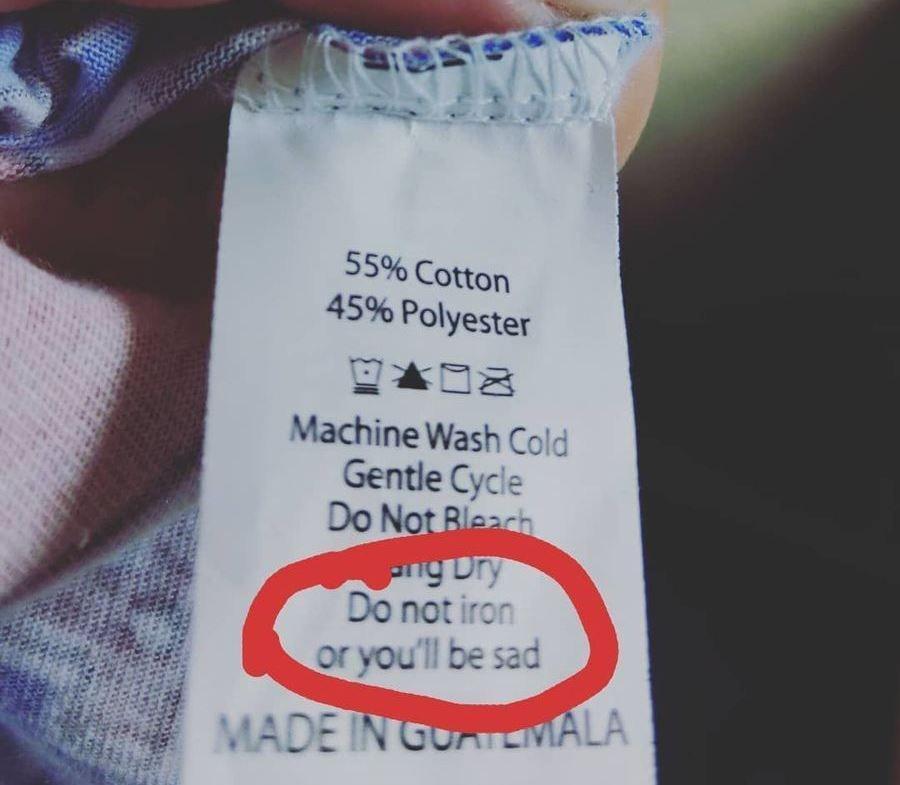 55% Cotton
45% Polyester
Machine Wash Cold
Gentle Cycle
Do Not Bleach
Hang Dry
Do not iron
or you'll be sad
MADE IN GUATEMALA